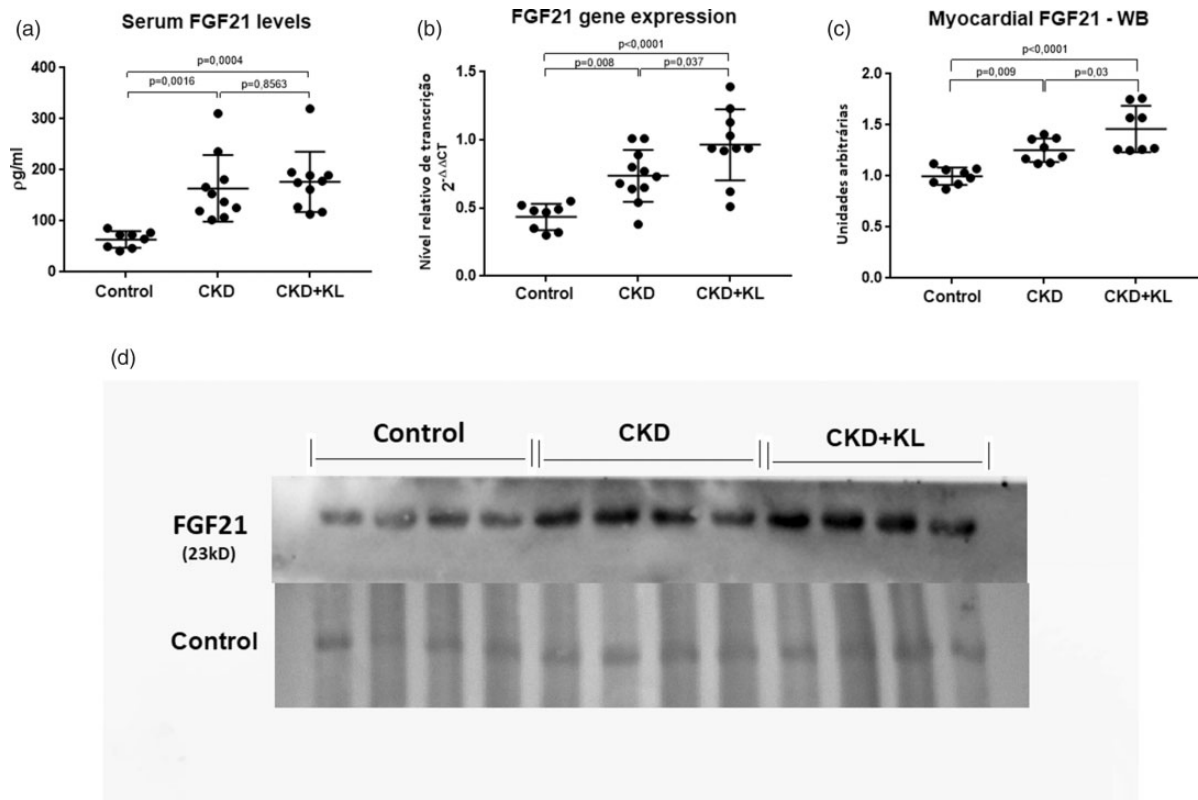 (a)
Serum FGF21 levels
p=0,0004
p=0,0016
p=0,8563
400
300
200
100
0
ρg/ml
Control CKD CKD+KL
(b)
FGF21 gene expression
p<0,0001
p=0,008
p=0,037
1.5
1.0
0.5
0.0
Nível relativo de transcrição
2-ΔΔCT
Control CKD CKD+KL
(c)
Myocardial FGF21 - WB
p<0,0001
p=0,009
p=0,03
2.0
1.5
1.0
0.5
0.0
Unidades arbitrárias
Control CKD CKD+KL
(d)
Control CKD CKD+KL
FGF21
(23kD)
Control